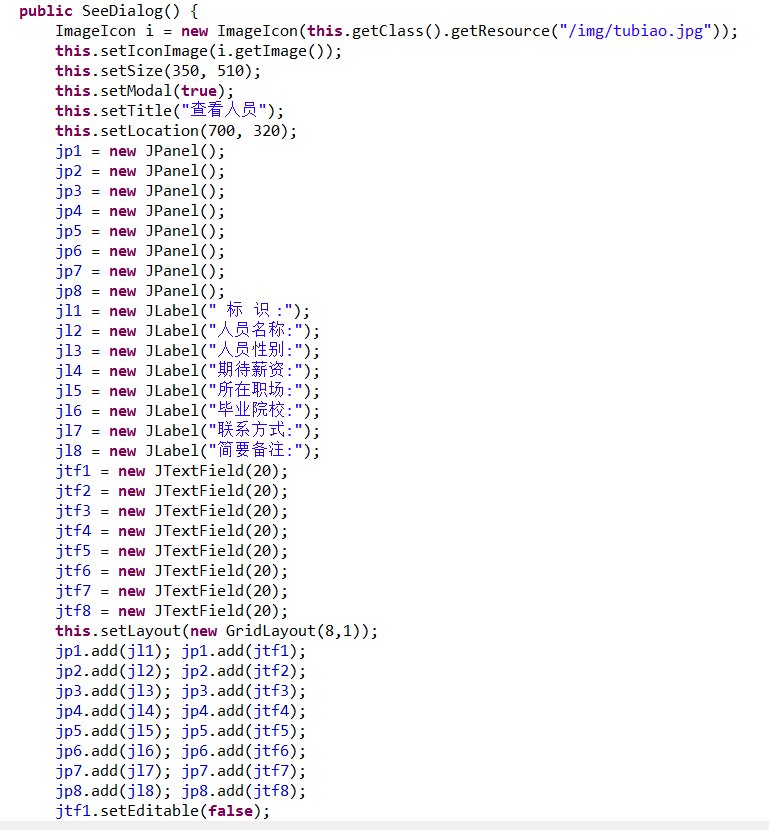 public SeeDialog() {
ImageIcon i = new ImageIcon(this.getClass().getResource("/img/tubiao.jpg"));
this.setIconImage(i.getImage());
this.setSize(350, 510);
this.setModal(true);
this.setTitle("查看人员");
this.setLocation(700, 320);
jp1 = new JPanel();
jp2 = new JPanel();
jp3 = new JPanel();
jp4 = new JPanel();
jp5 = new JPanel();
jp6 = new JPanel();
jp7 = new JPanel();
jp8 = new JPanel();
jl1 = new JLabel(" 标 识 :");
jl2 = new JLabel("人员名称:");
jl3 = new JLabel("人员性别:");
jl4 = new JLabel("期待薪资:");
jl5 = new JLabel("所在职场:");
jl6 = new JLabel("毕业院校:");
jl7 = new JLabel("联系方式:");
jl8 = new JLabel("简要备注:");
jtf1 = new JTextField(20);
jtf2 = new JTextField(20);
jtf3 = new JTextField(20);
jtf4 = new JTextField(20);
jtf5 = new JTextField(20);
jtf6 = new JTextField(20);
jtf7 = new JTextField(20);
jtf8 = new JTextField(20);
this.setLayout(new GridLayout(8,1));
jp1.add(jl1); jp1.add(jtf1);
jp2.add(jl2); jp2.add(jtf2);
jp3.add(jl3); jp3.add(jtf3);
jp4.add(jl4); jp4.add(jtf4);
jp5.add(jl5); jp5.add(jtf5);
jp6.add(jl6); jp6.add(jtf6);
jp7.add(jl7); jp7.add(jtf7);
jp8.add(jl8); jp8.add(jtf8);
jtf1.setEditable(false);